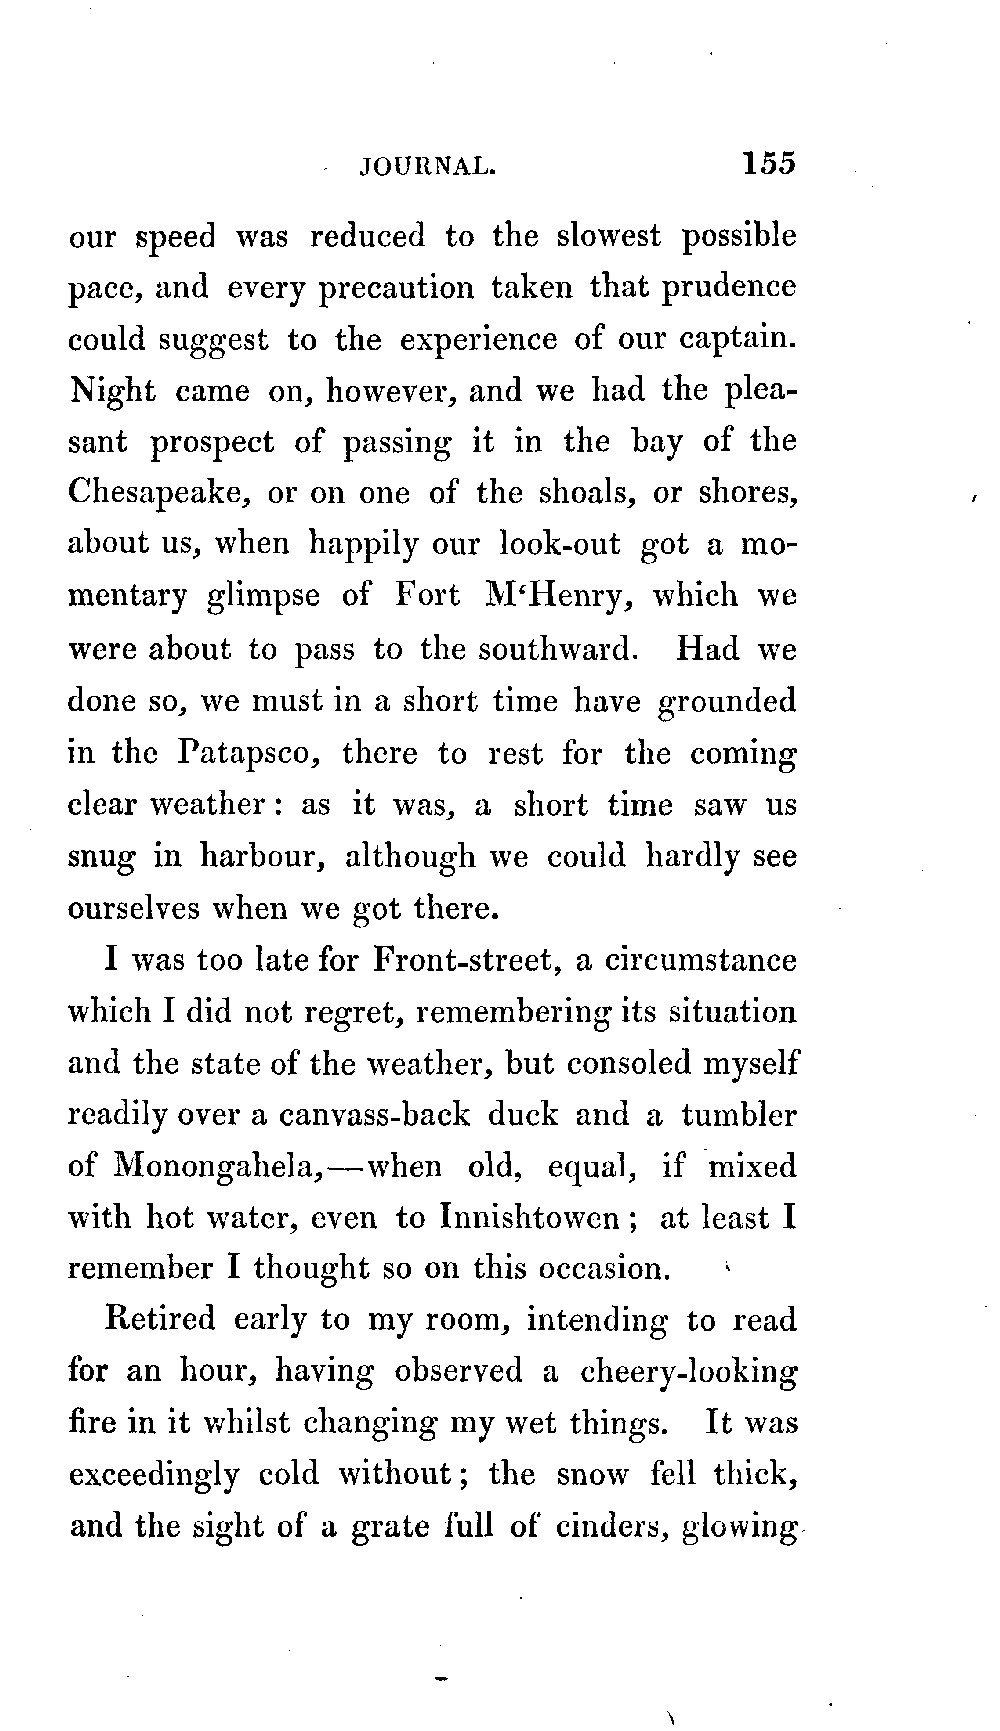 JOURNAL. 155
our speed was reduced to the slowest possible
pace, and every precaution taken that prudence
could suggest to the experience of our captain.
Night came on, however, and we had the plea-
sant prospect of passing it in the bay of the
Chesapeake, or on one of the shoals, or shores,
about us, when happily our look-out got a mo-
mentary glimpse of Fort M‘Henry, which we
were about to pass to the southward. Had we
done so, we must in a short time have grounded
in the Patapsco, there to rest for the coming
clear weather: as it was, a short time saw us
snug in harbour, although we could hardly see
ourselves when we got there.
I was too late for Front-street, a circumstance
which I did not regret, remembering its situation
and the state of the weather, but consoled myself
readily over a canvass-back duck and a tumbler
of Monongahela,—when old, equal, if mixed
with hot water, even to Innishtowen; at least I
remember I thought so on this occasion.
Retired early to my room, intending to read
for an hour, having observed a cheery-looking
fire in it whilst changing my wet things. It was
exceedingly cold without; the snow fell thick,
and the sight of a grate full of cinders, glowing